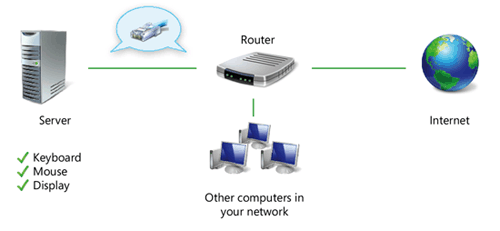 Router
Server
Internet
Keyboard
Mouse
Display
Other computers in
your network